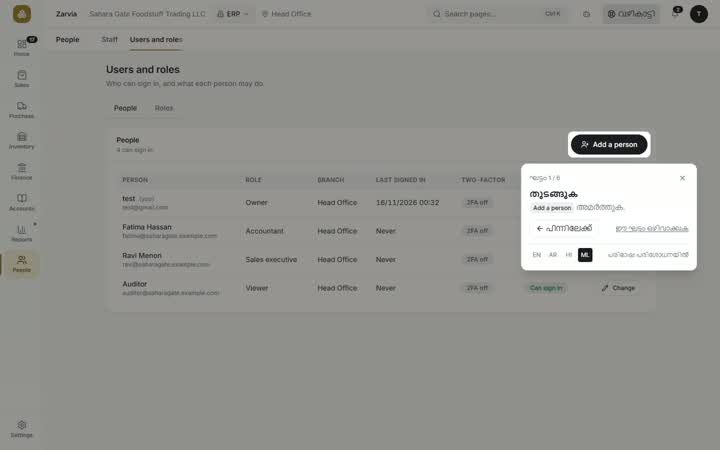 Zarvia
Sahara Gate Foodstuff Trading LLC
ERP
Head Office
Search pages...
Ctrl K
വഴികാട്ടി
2
T
17
Home
Sales
Purchase
Inventory
Finance
Accounts
Reports
People
Settings
People
Staff
Users and roles
Users and roles
Who can sign in, and what each person may do.
People
Roles
People
4 can sign in
Add a person
PERSON ROLE BRANCH LAST SIGNED IN TWO-FACTOR
test (you) Owner Head Office 16/11/2026 00:32 2FA off
test@gmail.com
Fatima Hassan Accountant Head Office Never 2FA off
fatima@saharagate.example.com
Ravi Menon Sales executive Head Office Never 2FA off
ravi@saharagate.example.com
Auditor Viewer Head Office Never 2FA off Can sign in Change
auditor@saharagate.example.com
ഘട്ടം 1 / 6
തുടങ്ങുക
Add a person അമർത്തുക.
← പിന്നിലേക്ക്
ഈ ഘട്ടം ഒഴിവാക്കുക
EN AR HI ML
പരിഭാഷ പരിശോധനയിൽ